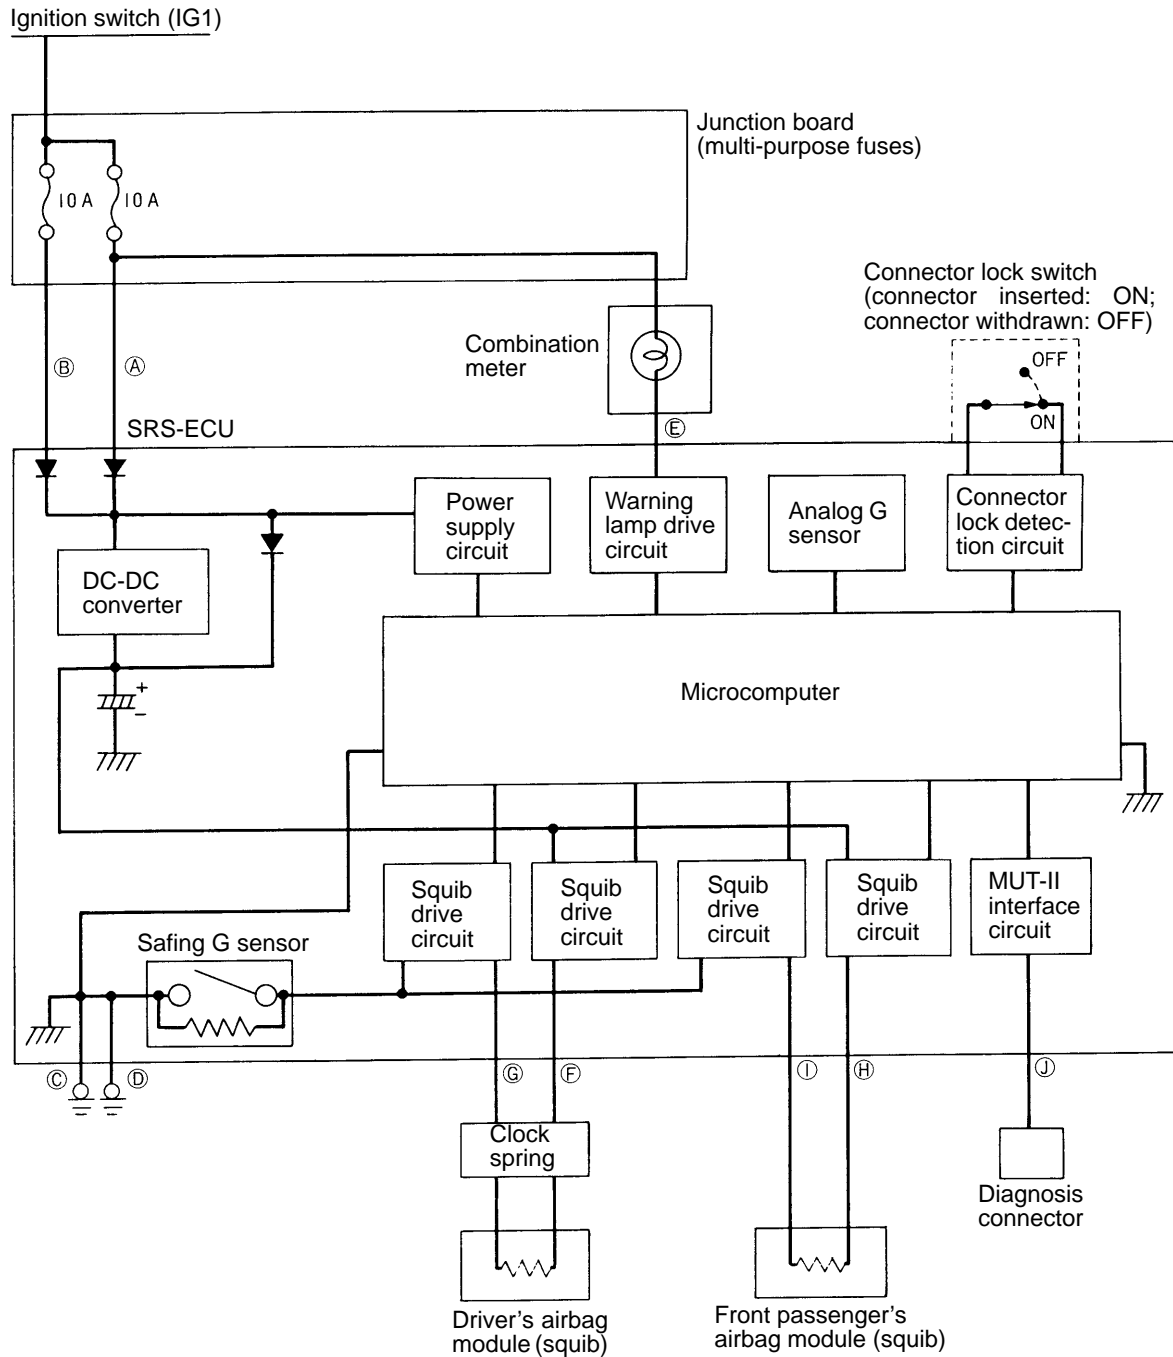 Ignition switch (IG1)
Junction board
(multi-purpose fuses)
10 A
10 A
Connector lock switch
(connector inserted: ON;
connector withdrawn: OFF)
Combination
meter
B
A
OFF
ON
E
SRS-ECU
Power
supply
circuit
Warning
lamp drive
circuit
Analog G
sensor
Connector
lock detec-
tion circuit
DC-DC
converter
+
-
Microcomputer
Squib
drive
circuit
Squib
drive
circuit
Squib
drive
circuit
Squib
drive
circuit
MUT-II
interface
circuit
Safing G sensor
C
D
G
F
I
H
J
Clock
spring
Diagnosis
connector
Driver's airbag
module (squib)
Front passenger's
airbag module (squib)